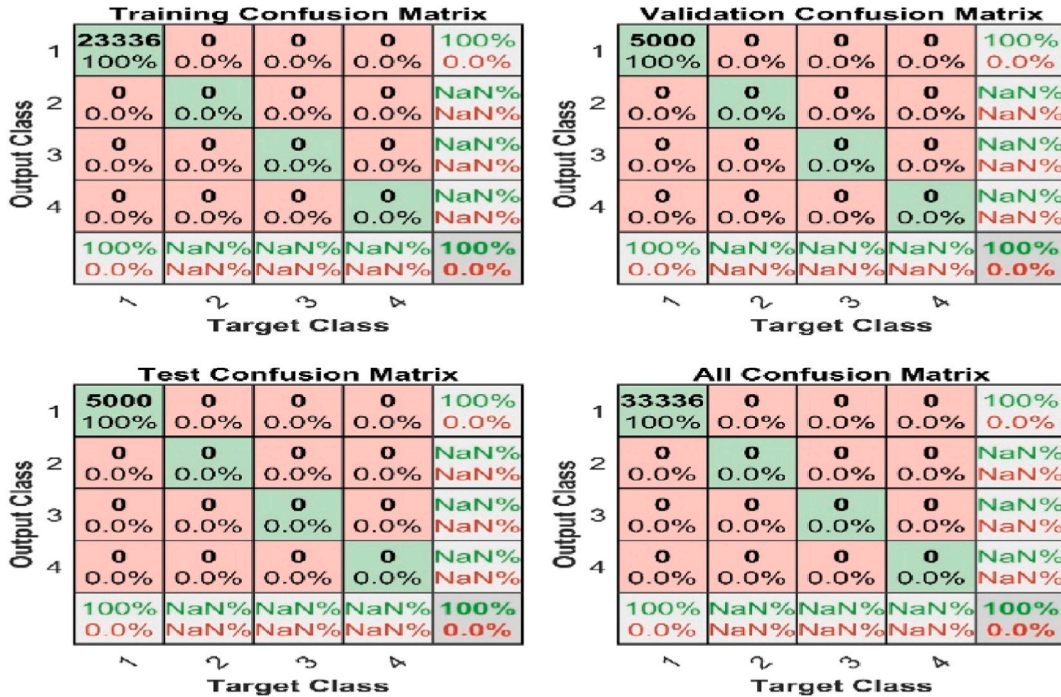 Training Confusion Matrix
Output Class
1 23336 0 0 0 100%
100% 0.0% 0.0% 0.0% 0.0%
2 0 0 0 0 NaN%
0.0% 0.0% 0.0% 0.0% NaN%
3 0 0 0 0 NaN%
0.0% 0.0% 0.0% 0.0% NaN%
4 0 0 0 0 NaN%
0.0% 0.0% 0.0% 0.0% NaN%
100% NaN% NaN% NaN% 100%
0.0% NaN% NaN% NaN% 0.0%
1 2 3 4
Target Class
Validation Confusion Matrix
Output Class
1 5000 0 0 0 100%
100% 0.0% 0.0% 0.0% 0.0%
2 0 0 0 0 NaN%
0.0% 0.0% 0.0% 0.0% NaN%
3 0 0 0 0 NaN%
0.0% 0.0% 0.0% 0.0% NaN%
4 0 0 0 0 NaN%
0.0% 0.0% 0.0% 0.0% NaN%
100% NaN% NaN% NaN% 100%
0.0% NaN% NaN% NaN% 0.0%
1 2 3 4
Target Class
Test Confusion Matrix
Output Class
1 5000 0 0 0 100%
100% 0.0% 0.0% 0.0% 0.0%
2 0 0 0 0 NaN%
0.0% 0.0% 0.0% 0.0% NaN%
3 0 0 0 0 NaN%
0.0% 0.0% 0.0% 0.0% NaN%
4 0 0 0 0 NaN%
0.0% 0.0% 0.0% 0.0% NaN%
100% NaN% NaN% NaN% 100%
0.0% NaN% NaN% NaN% 0.0%
1 2 3 4
Target Class
All Confusion Matrix
Output Class
1 33336 0 0 0 100%
100% 0.0% 0.0% 0.0% 0.0%
2 0 0 0 0 NaN%
0.0% 0.0% 0.0% 0.0% NaN%
3 0 0 0 0 NaN%
0.0% 0.0% 0.0% 0.0% NaN%
4 0 0 0 0 NaN%
0.0% 0.0% 0.0% 0.0% NaN%
100% NaN% NaN% NaN% 100%
0.0% NaN% NaN% NaN% 0.0%
1 2 3 4
Target Class